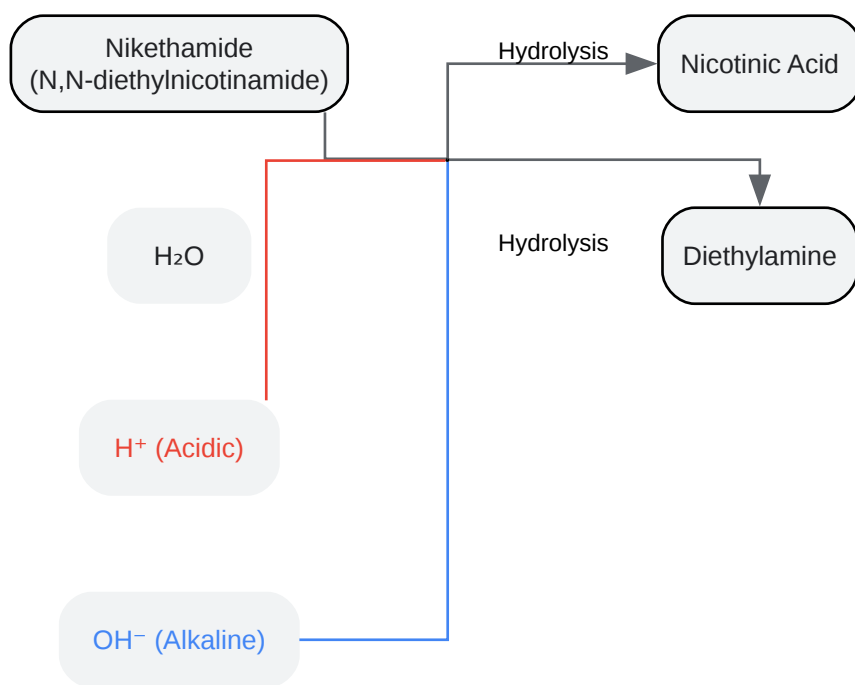 Nikethamide
(N,N-diethylnicotinamide)
Hydrolysis
Nicotinic Acid
H₂O
Hydrolysis
Diethylamine
H⁺ (Acidic)
OH⁻ (Alkaline)